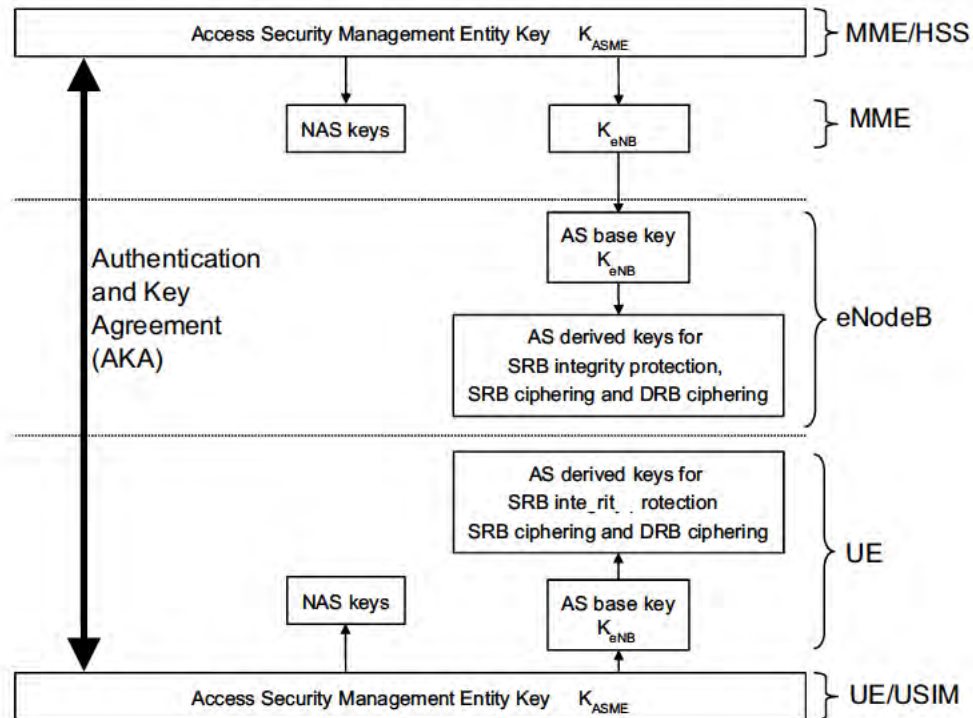 Access Security Management Entity Key K_ASME
MME/HSS
NAS keys
K_eNB
MME
Authentication
and Key
Agreement
(AKA)
AS base key
K_eNB
AS derived keys for
SRB integrity protection,
SRB ciphering and DRB ciphering
eNodeB
AS derived keys for
SRB
SRB ciphering and DRB ciphering
NAS keys
AS base key
K_eNB
UE
Access Security Management Entity Key K_ASME
UE/USIM